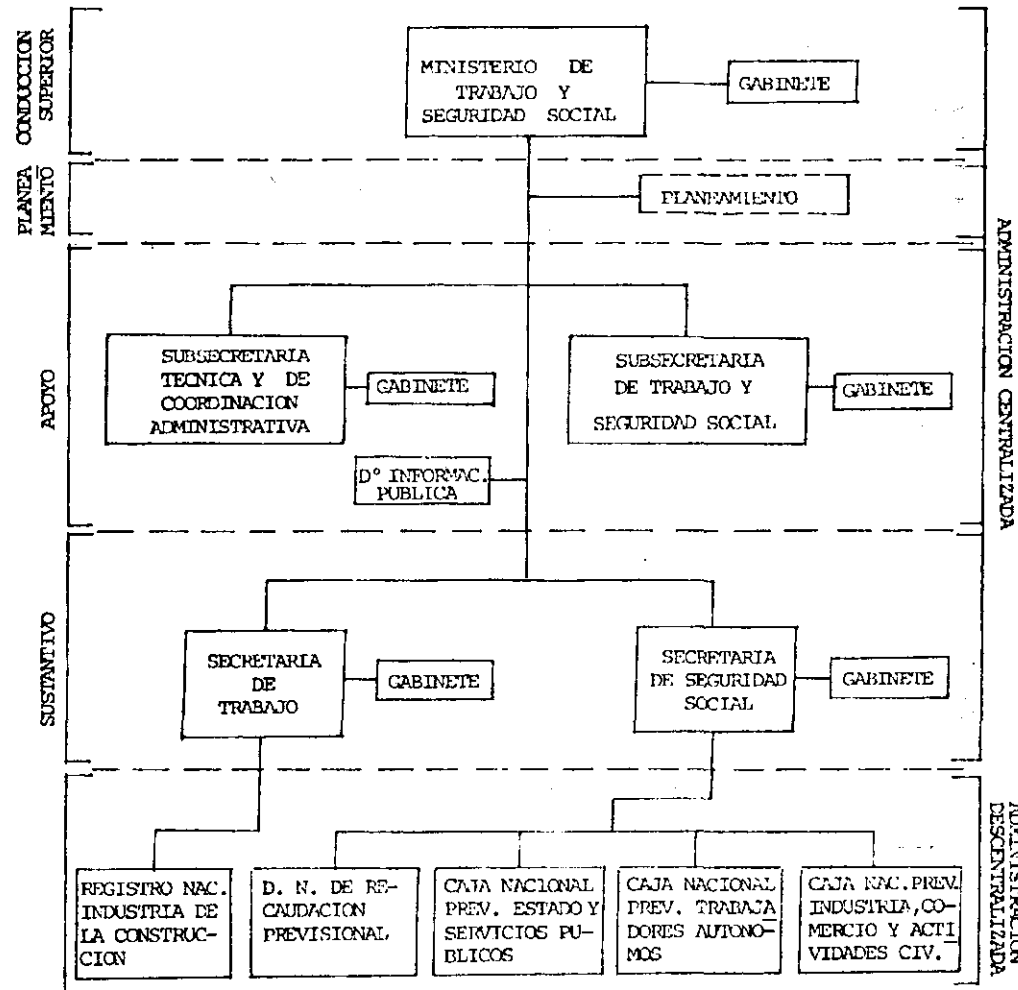 CONDUCCION
SUPERIOR
MINISTERIO DE
TRABAJO Y
SEGURIDAD SOCIAL
GABINETE
PLANEA
MIENTO
PLANEAMIENTO
ADMINISTRACION CENTRALIZADA
APOYO
SUBSECRETARIA
TECNICA Y DE
COORDINACION
ADMINISTRATIVA
GABINETE
SUBSECRETARIA
DE TRABAJO Y
SEGURIDAD SOCIAL
GABINETE
D° INFORMAC.
PUBLICA
SUSTANTIVO
SECRETARIA
DE
TRABAJO
GABINETE
SECRETARIA
DE SEGURIDAD
SOCIAL
GABINETE
ADMINISTRACION
DESCENTRALIZADA
REGISTRO NAC.
INDUSTRIA DE
LA CONSTRUC-
CION
D. N. DE RE-
CAUDACION
PREVISIONAL
CAJA NACIONAL
PREV. ESTADO Y
SERVICIOS PU-
BLICOS
CAJA NACIONAL
PREV. TRABAJA
DORES AUTONO-
MOS
CAJA NAC.PREV.
INDUSTRIA,CO-
MERCIO Y ACTI
VIDADES CIV.